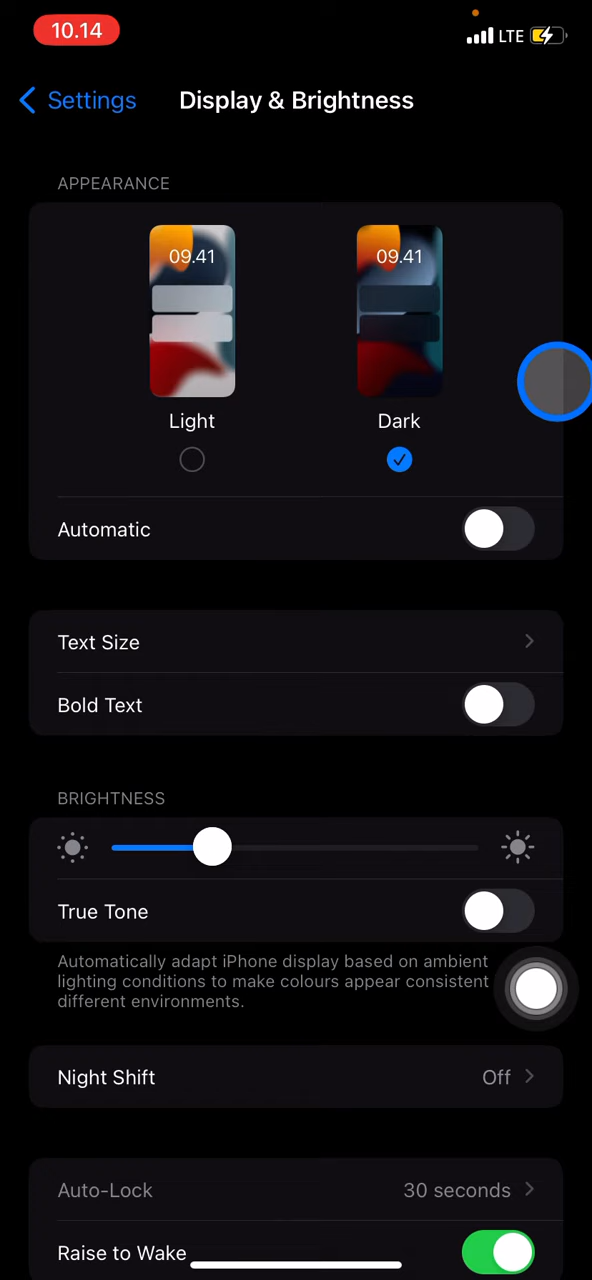 10.14
LTE
Settings
Display & Brightness
APPEARANCE
09.41
09.41
Light
Dark
Automatic
Text Size
Bold Text
BRIGHTNESS
True Tone
Automatically adapt iPhone display based on ambient
lighting conditions to make colours appear consistent
different environments.
Night Shift
Off
Auto-Lock
30 seconds
Raise to Wake